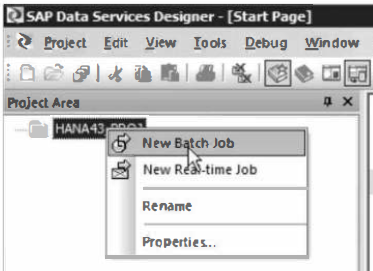 SAP Data Services Designer - [Start Page]
Project Edit View Tools Debug Window
Project Area
HANA43_PROJ
New Batch Job
New Real-time Job
Rename
Properties...